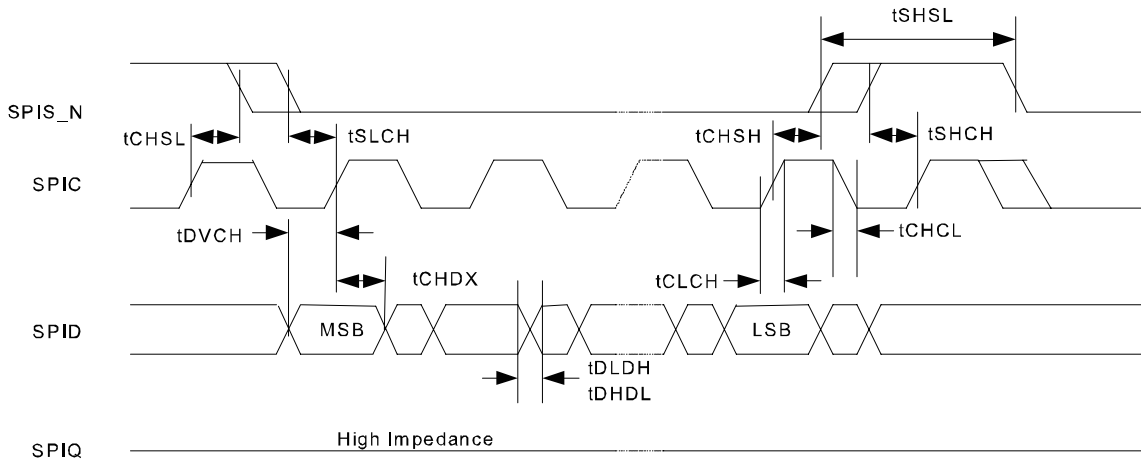 tSHSL
SPIS_N
tCHSL
tSLCH
tCHSH
tSHCH
SPIC
tDVCH
tCHCL
tCHDX
tCLCH
SPID
MSB
LSB
tDLDH
tDHDL
High Impedance
SPIQ